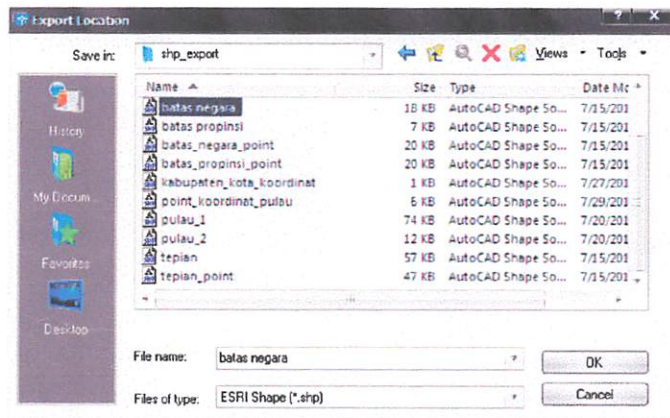 Export Location
Save in:
shp_export
Views
Tools
Name Size Type Date Mc
batas negara 18 KB AutoCAD Shape So... 7/15/201
batas propinsi 7 KB AutoCAD Shape So... 7/15/201
batas_negara_point 20 KB AutoCAD Shape So... 7/15/201
batas_propinsi_point 20 KB AutoCAD Shape So... 7/15/201
kabupaten_kota_koordinat 1 KB AutoCAD Shape So... 7/27/201
point_koordinat_pulau 6 KB AutoCAD Shape So... 7/29/201
pulau_1 74 KB AutoCAD Shape So... 7/20/201
pulau_2 12 KB AutoCAD Shape So... 7/20/201
tepian 57 KB AutoCAD Shape So... 7/15/201
tepian_point 47 KB AutoCAD Shape So... 7/15/201
History
My Docum...
Favorites
Desktop
File name: batas negara
OK
Files of type: ESRI Shape (*.shp)
Cancel